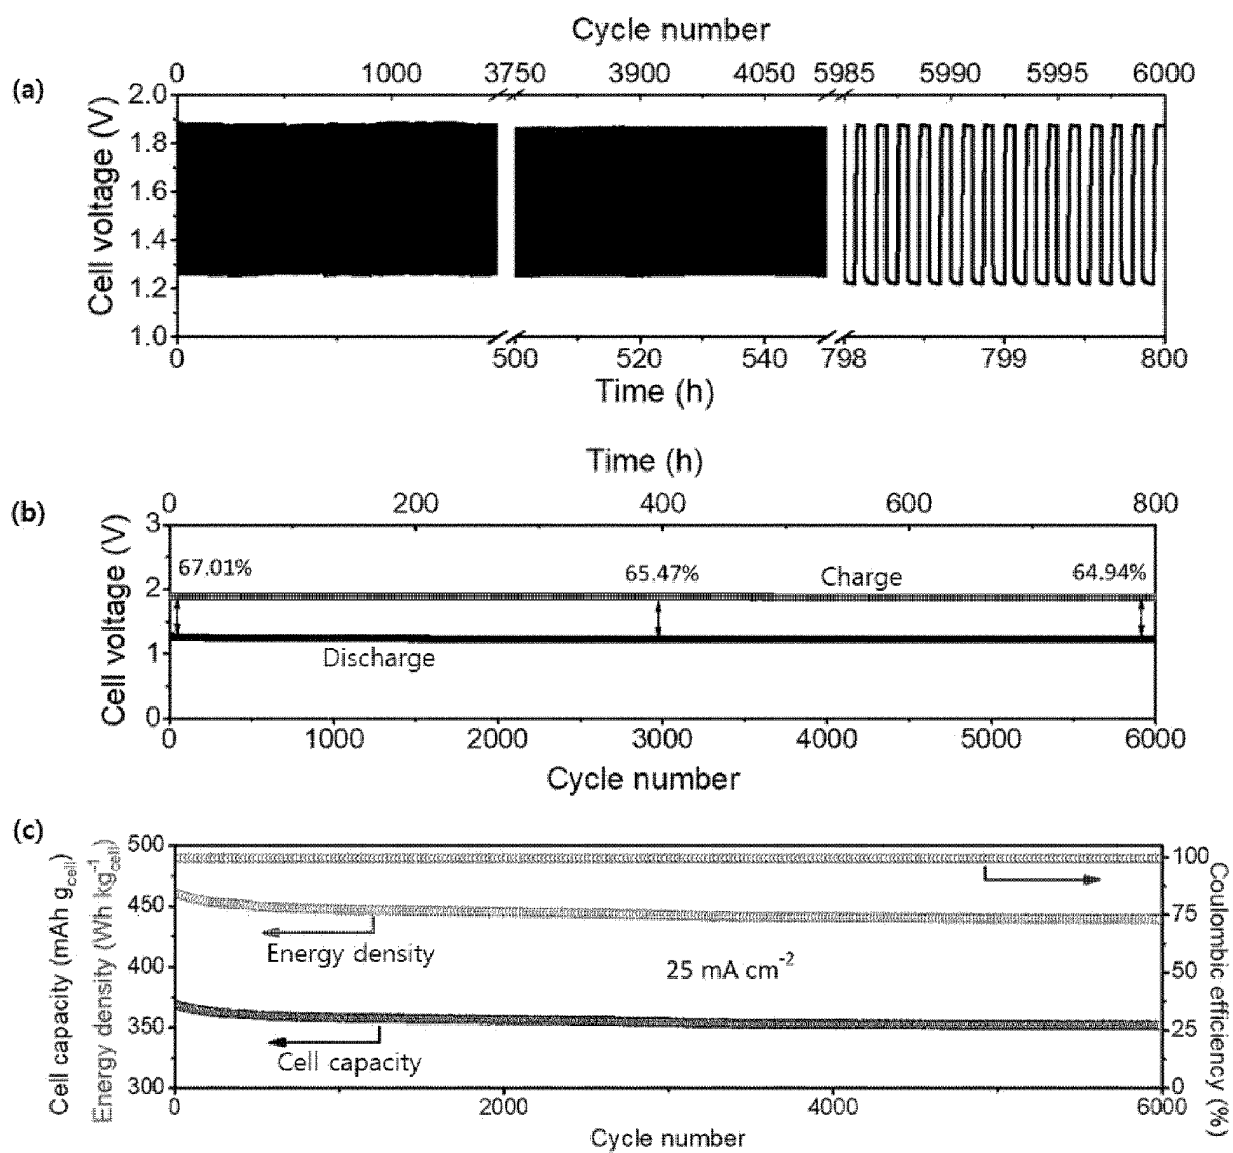 Cycle number
0 1000 3750 3900 4050 5985 5990 5995 6000
(a)
Cell voltage (V)
2.0
1.8
1.6
1.4
1.2
1.0
0 500 520 540 798 799 800
Time (h)
Time (h)
0 200 400 600 800
(b)
Cell voltage (V)
3
2
1
0
67.01% 65.47% Charge 64.94%
Discharge
0 1000 2000 3000 4000 5000 6000
Cycle number
(c)
Cell capacity (mAh gcell)
Energy density (Wh kg-1cell)
500
450
400
350
300
Energy density
25 mA cm-2
Cell capacity
100
75
50
25
0
Coulombic efficiency (%)
0 2000 4000 6000
Cycle number